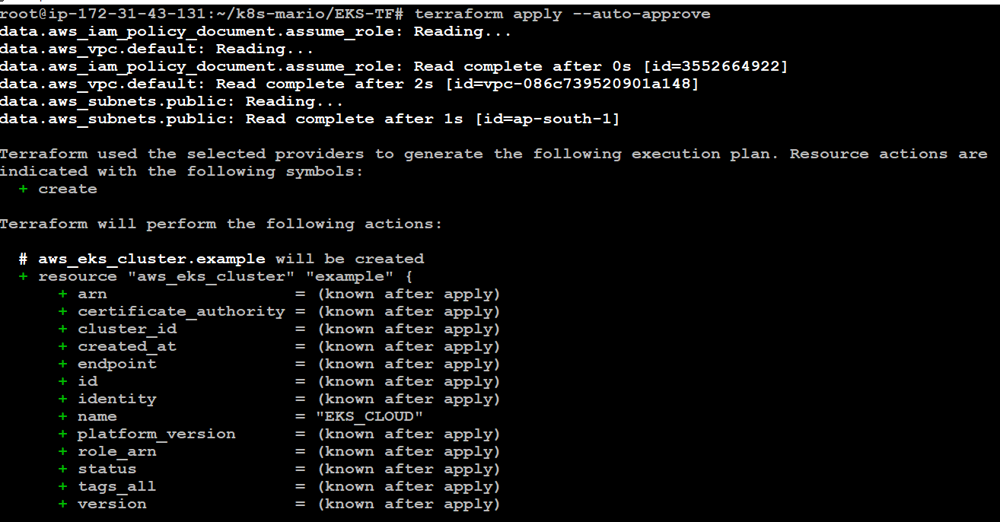 root@ip-172-31-43-131:~/k8s-mario/EKS-TF# terraform apply --auto-approve
data.aws_iam_policy_document.assume_role: Reading...
data.aws_vpc.default: Reading...
data.aws_iam_policy_document.assume_role: Read complete after 0s [id=3552664922]
data.aws_vpc.default: Read complete after 2s [id=vpc-086c739520901a148]
data.aws_subnets.public: Reading...
data.aws_subnets.public: Read complete after 1s [id=ap-south-1]
Terraform used the selected providers to generate the following execution plan. Resource actions are
indicated with the following symbols:
+ create
Terraform will perform the following actions:
# aws_eks_cluster.example will be created
+ resource "aws_eks_cluster" "example" {
+ arn = (known after apply)
+ certificate_authority = (known after apply)
+ cluster_id = (known after apply)
+ created_at = (known after apply)
+ endpoint = (known after apply)
+ id = (known after apply)
+ identity = (known after apply)
+ name = "EKS_CLOUD"
+ platform_version = (known after apply)
+ role_arn = (known after apply)
+ status = (known after apply)
+ tags_all = (known after apply)
+ version = (known after apply)